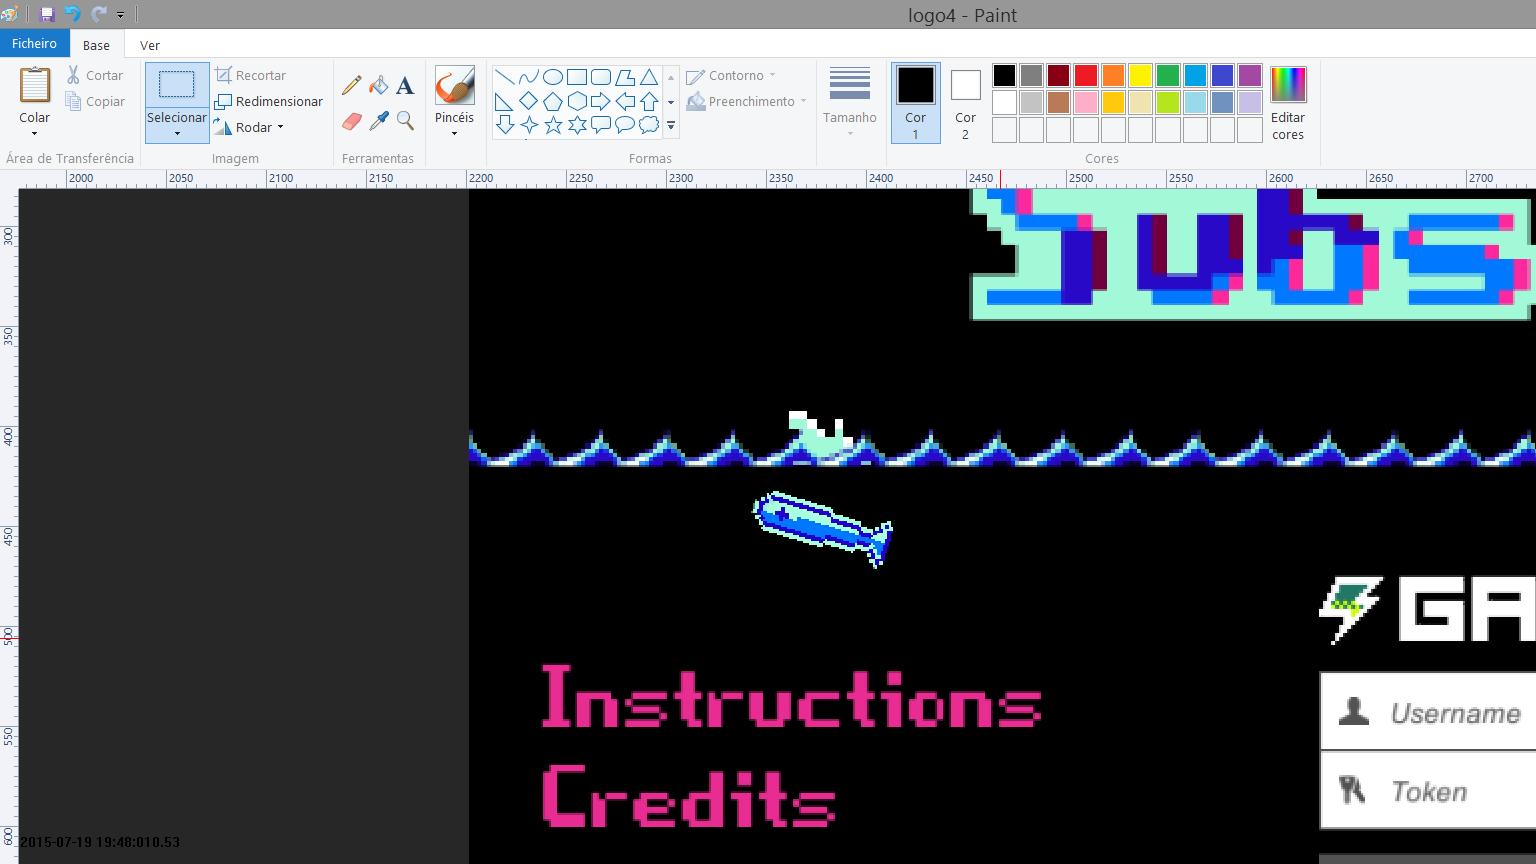 logo4 - Paint
Ficheiro Base Ver
Colar
Cortar
Copiar
Área de Transferência
Selecionar
Recortar
Redimensionar
Rodar
Imagem
A
Ferramentas
Pincéis
Contorno
Preenchimento
Formas
Tamanho
Cor
1
Cor
2
Editar
cores
Cores
2000 2050 2100 2150 2200 2250 2300 2350 2400 2450 2500 2550 2600 2650 2700
300
350
400
450
500
550
600
Subs
GA
Instructions
Username
Credits
Token
2015-07-19 19:48:010.53